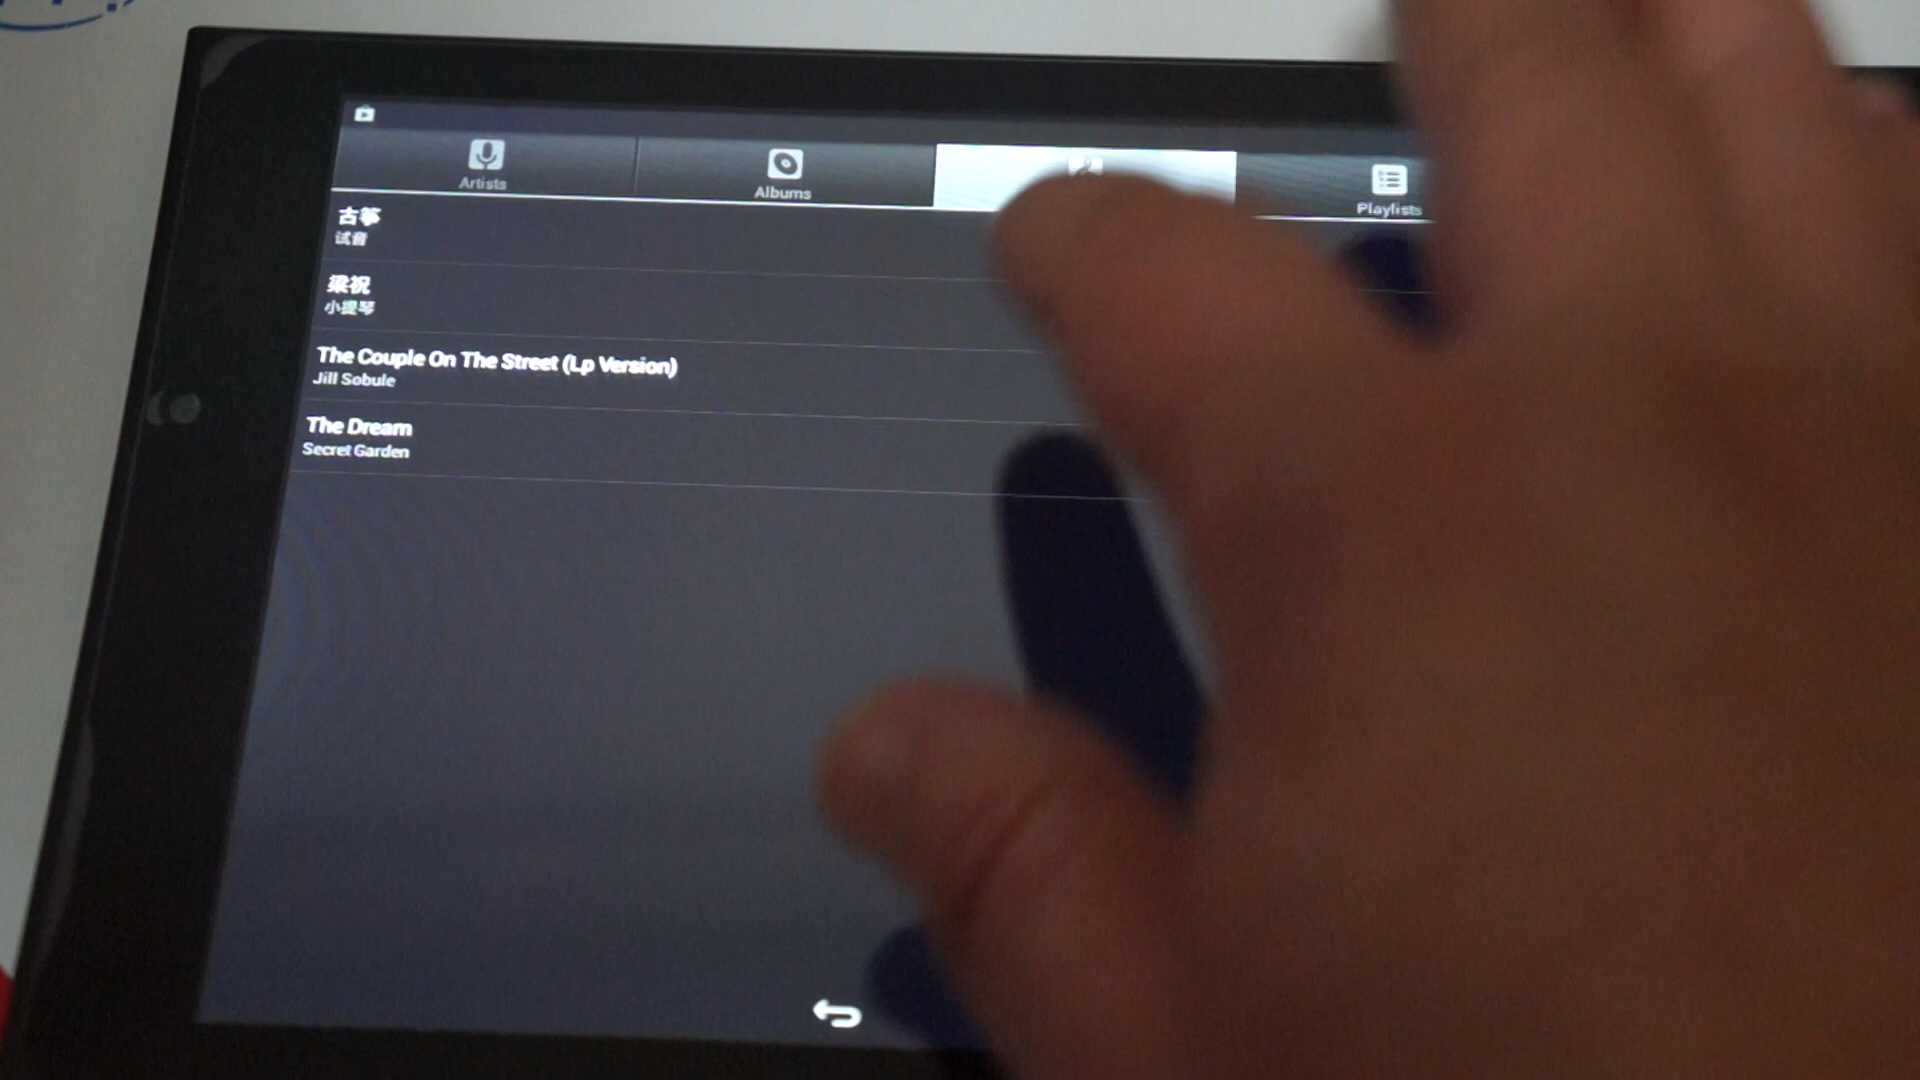 Artists
Albums
Playlists
古筝
试音
梁祝
小提琴
The Couple On The Street (Lp Version)
Jill Sobule
The Dream
Secret Garden